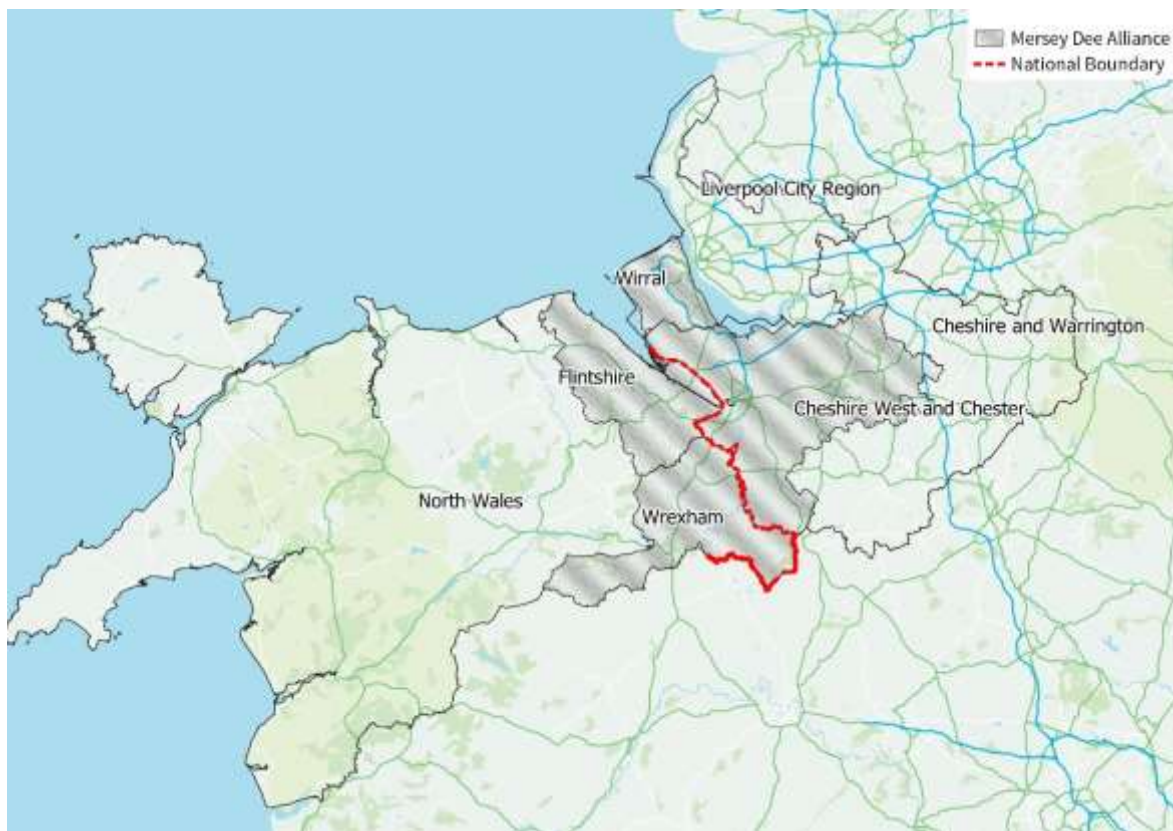 Mersey Dee Alliance
National Boundary
Liverpool City Region
Wirral
Cheshire and Warrington
Flintshire
Cheshire West and Chester
North Wales
Wrexham